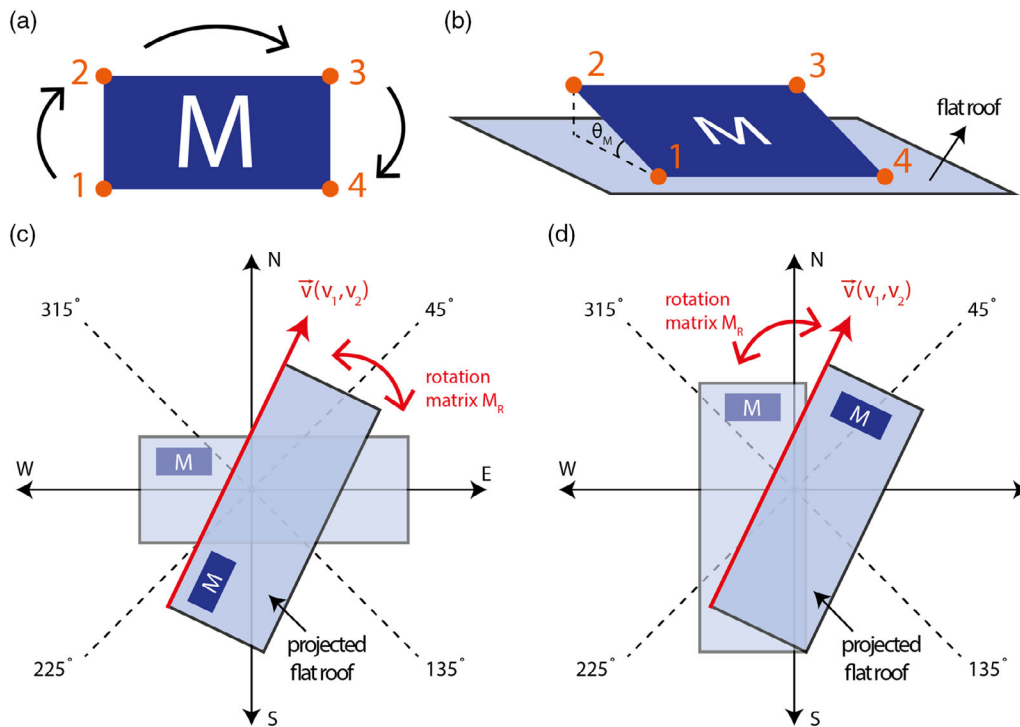 (a)
2
3
M
1
4
(b)
2
3
flat roof
θM
M
1
4
(c)
N
v⃗(v1,v2)
315°
45°
rotation
matrix MR
M
W
E
M
projected
flat roof
225°
135°
S
(d)
N
v⃗(v1,v2)
315°
45°
rotation
matrix MR
M
M
W
projected
flat roof
225°
135°
S